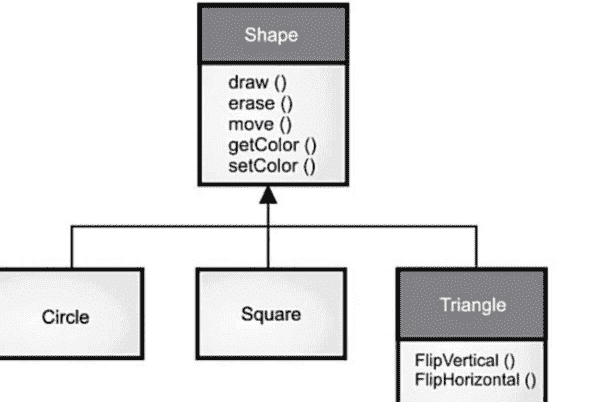 Shape
draw ()
erase ()
move ()
getColor ()
setColor ()
Circle
Square
Triangle
FlipVertical ()
FlipHorizontal ()